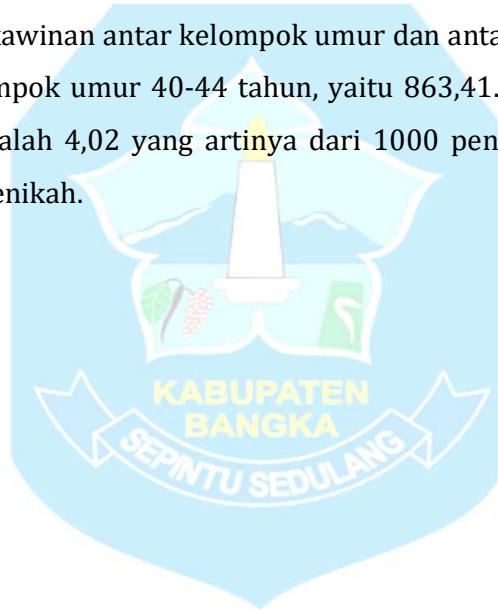 kawinan antar kelompok umur dan anta
mpok umur 40-44 tahun, yaitu 863,41.
alah 4,02 yang artinya dari 1000 pen
enikah.
KABUPATEN
BANGKA
SEPINTU SEDULANG